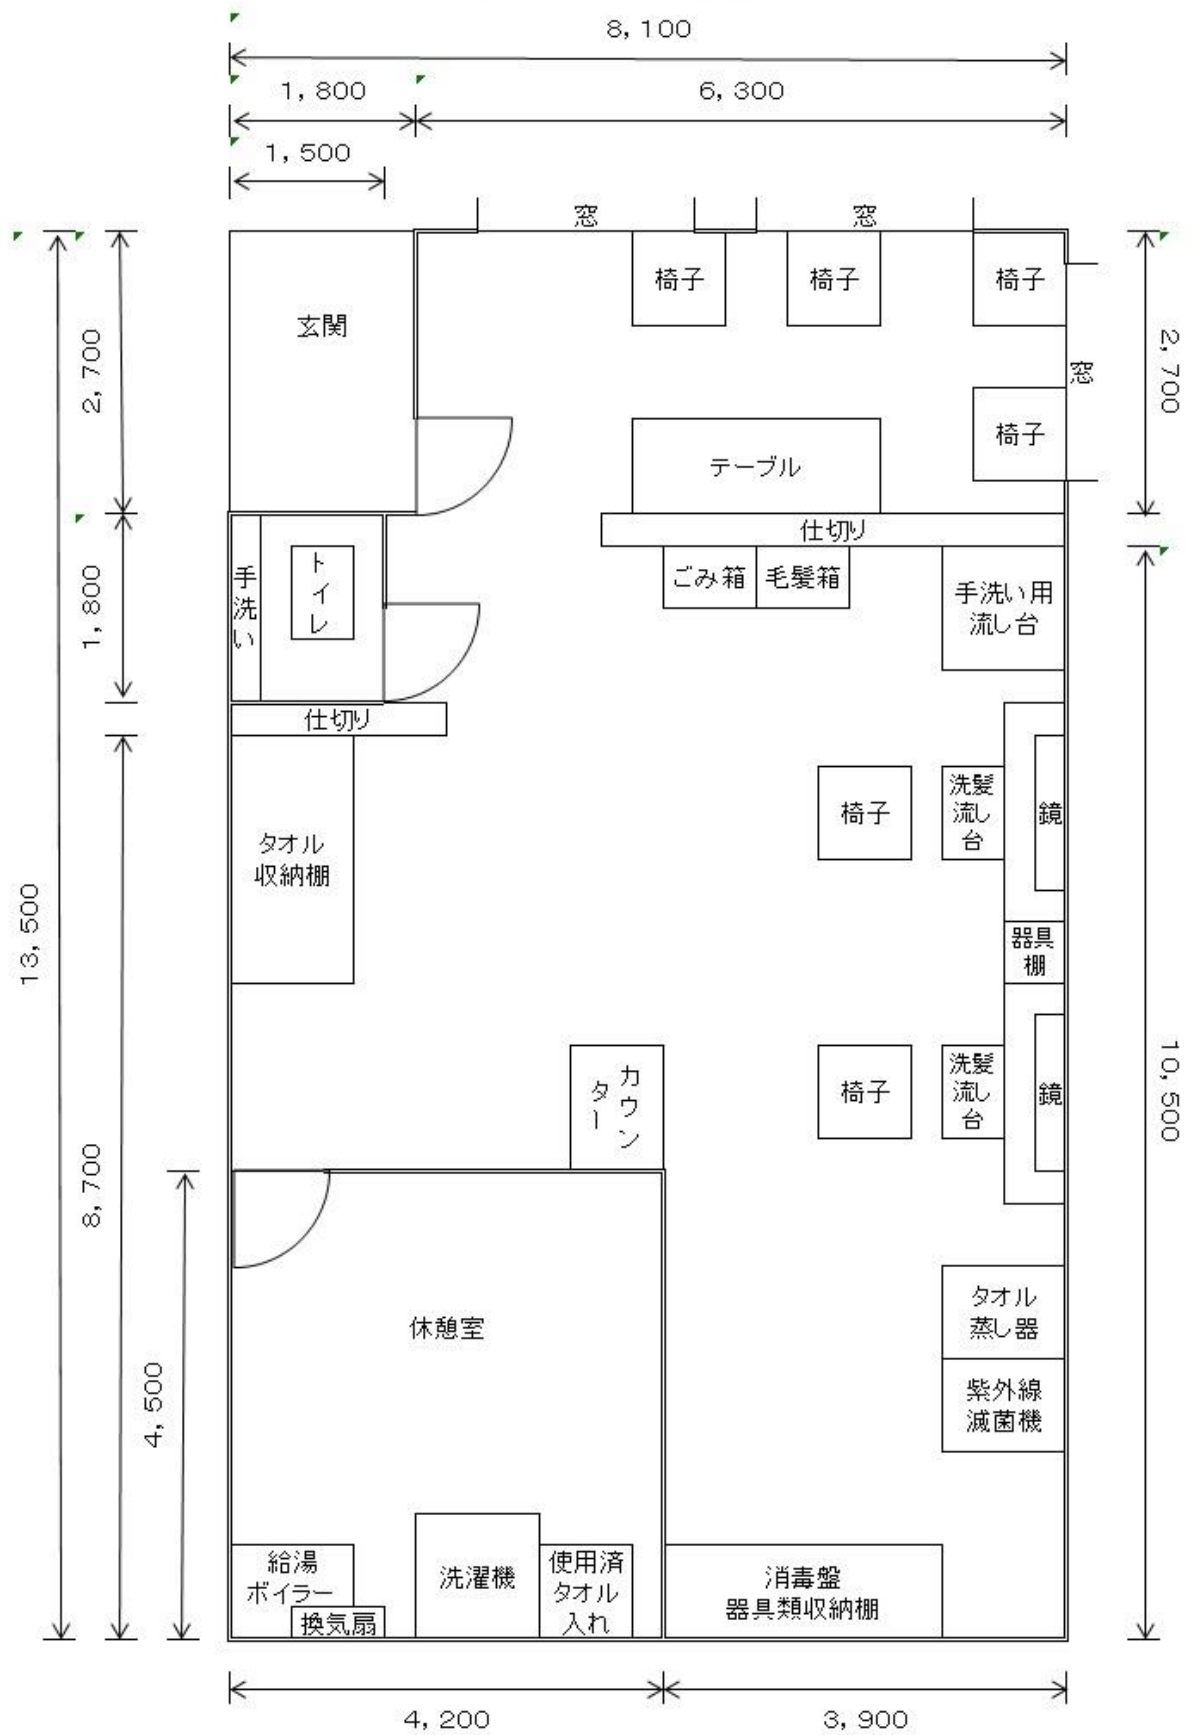 8,100
1,800
6,300
1,500
窓
窓
椅子
椅子
椅子
玄関
2,700
2,700
窓
椅子
テーブル
仕切り
ごみ箱
毛髪箱
手洗い用
流し台
トイレ
手洗い
1,800
仕切り
椅子
洗髪
流し
台
鏡
タオル
収納棚
13,500
器具
棚
カウン
ター
椅子
洗髪
流し
台
鏡
10,500
8,700
タオル
蒸し器
休憩室
4,500
紫外線
滅菌機
給湯
ボイラー
換気扇
洗濯機
使用済
タオル
入れ
消毒盤
器具類収納棚
4,200
3,900